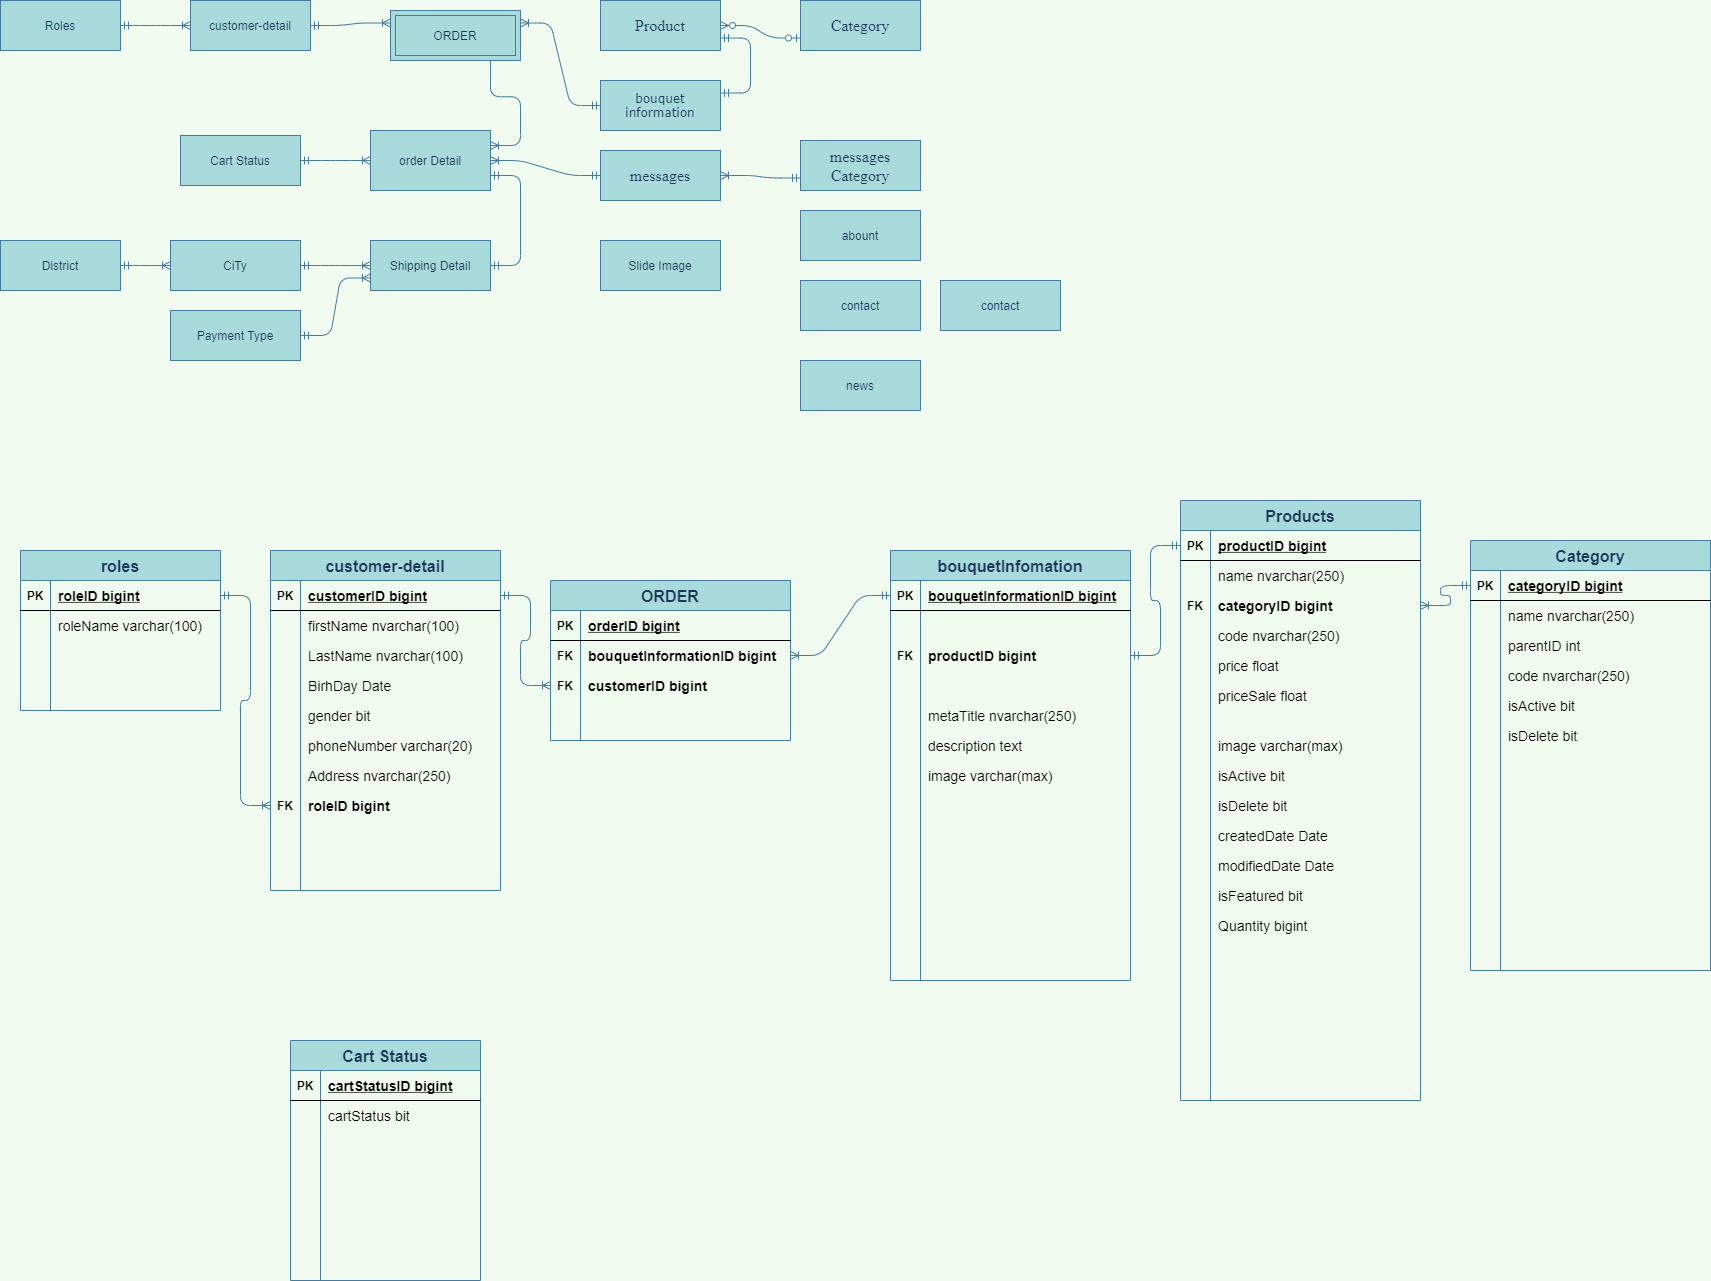 Roles
customer-detail
ORDER
Product
Category
bouquet
information
Cart Status
order Detail
messages
messages
Category
abount
District
CiTy
Shipping Detail
Slide Image
contact
contact
Payment Type
news
roles
PK roleID bigint
roleName varchar(100)
customer-detail
PK customerID bigint
firstName nvarchar(100)
LastName nvarchar(100)
BirhDay Date
gender bit
phoneNumber varchar(20)
Address nvarchar(250)
FK roleID bigint
ORDER
PK orderID bigint
FK bouquetInformationID bigint
FK customerID bigint
bouquetInfomation
PK bouquetInformationID bigint
FK productID bigint
metaTitle nvarchar(250)
description text
image varchar(max)
Products
PK productID bigint
name nvarchar(250)
FK categoryID bigint
code nvarchar(250)
price float
priceSale float
image varchar(max)
isActive bit
isDelete bit
createdDate Date
modifiedDate Date
isFeatured bit
Quantity bigint
Category
PK categoryID bigint
name nvarchar(250)
parentID int
code nvarchar(250)
isActive bit
isDelete bit
Cart Status
PK cartStatusID bigint
cartStatus bit